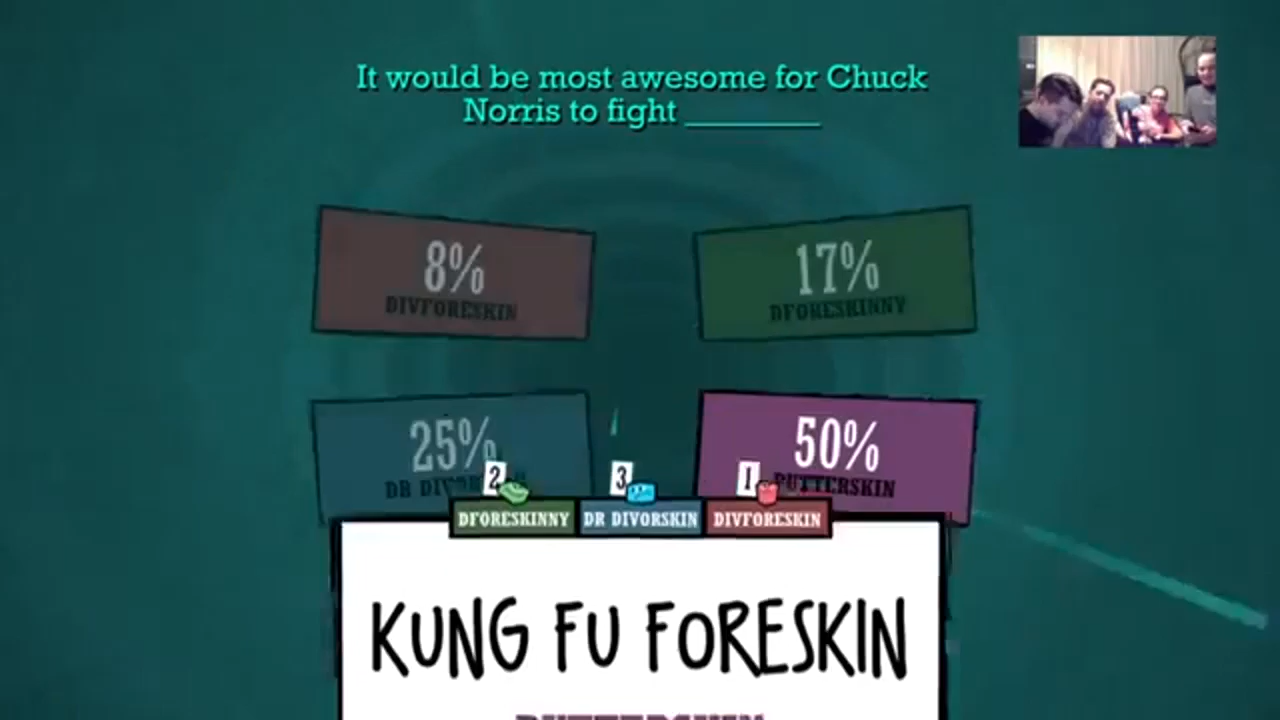 It would be most awesome for Chuck
Norris to fight ________
8%
DIVFORESKIN
17%
DFORESKINNY
25%
50%
BUTTERSKIN
2
3
1
DFORESKINNY
DR DIVORSKIN
DIVFORESKIN
KUNG FU FORESKIN